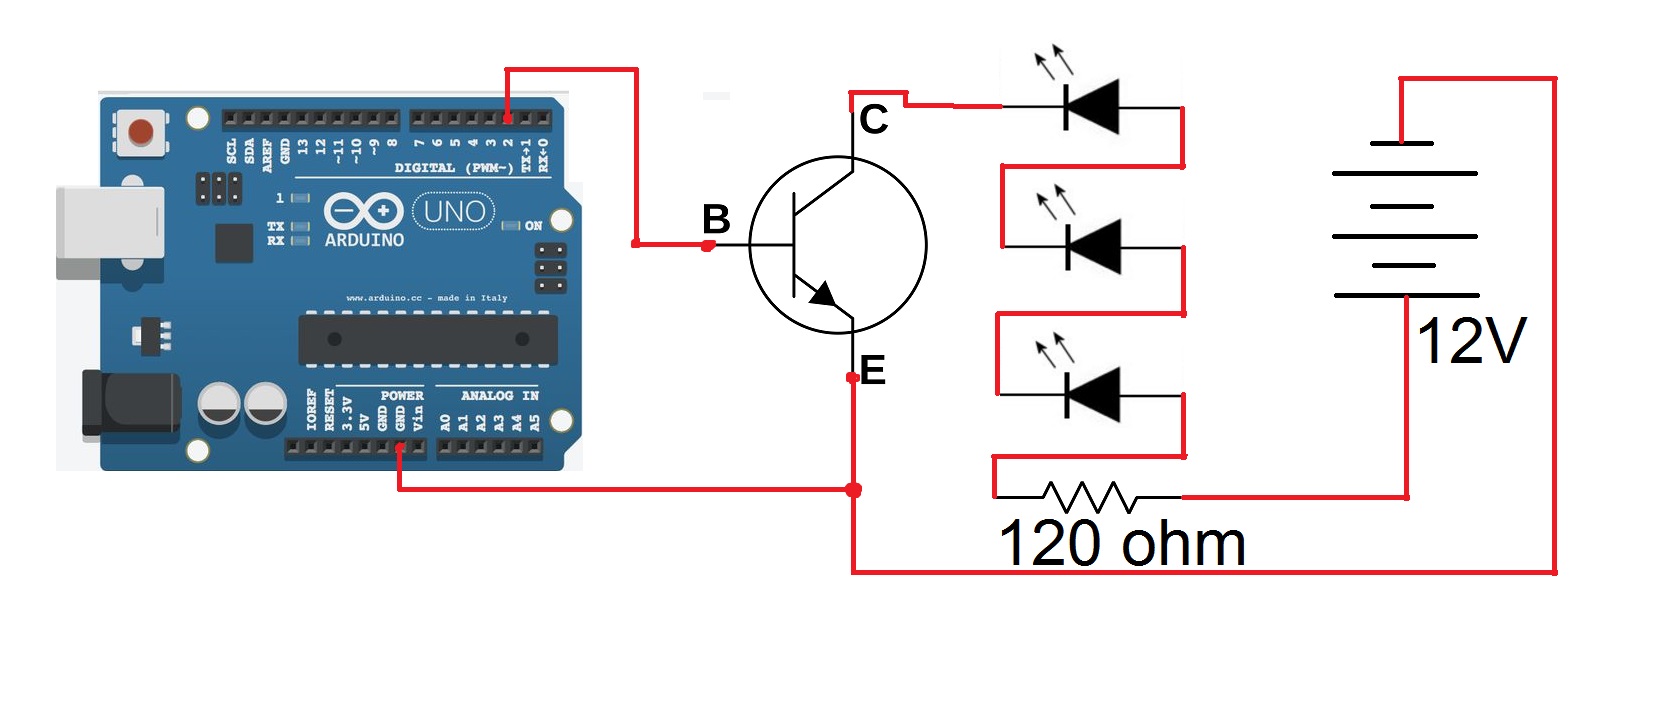 SCL
SDA
AREF
GND
13
12
~11
~10
~9
8
7
6
5
4
3
2
TX→1
RX←0
DIGITAL (PWM~)
1
TX
RX
UNO
ON
ARDUINO
www.arduino.cc - made in Italy
POWER
ANALOG IN
IOREF
RESET
3.3V
5V
GND
GND
Vin
A0
A1
A2
A3
A4
A5
C
B
E
12V
120 ohm